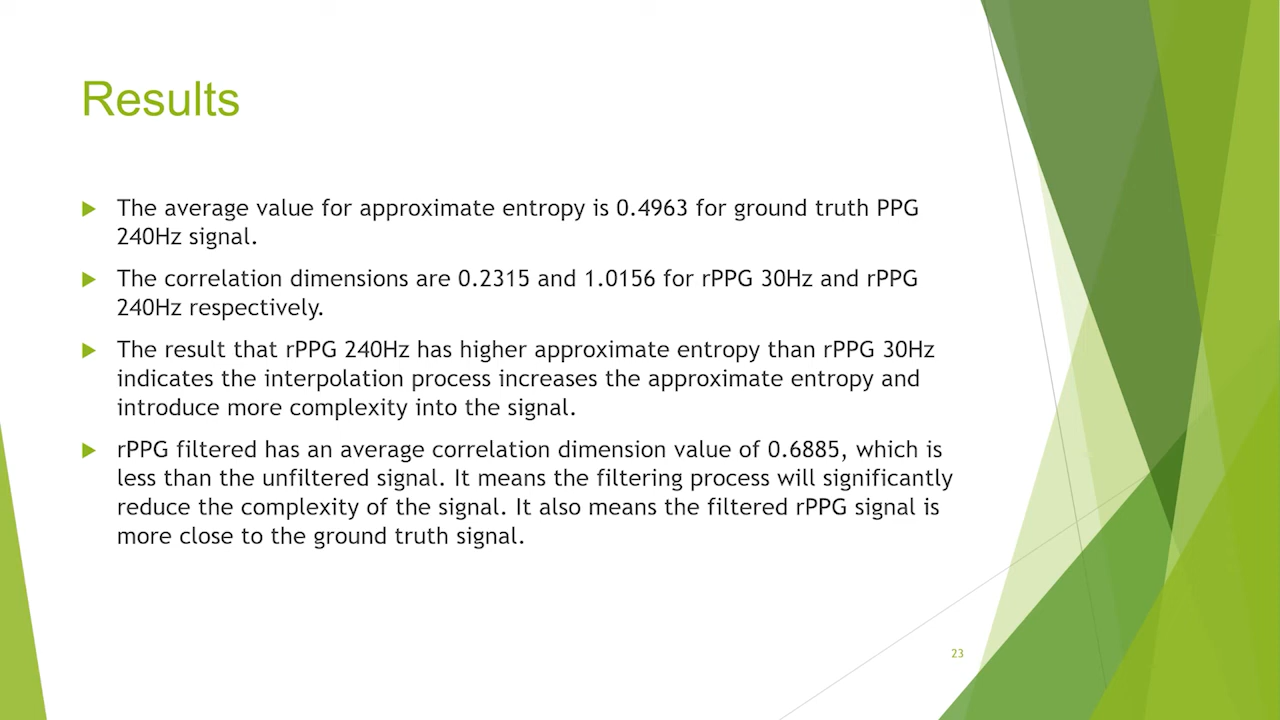 Results
The average value for approximate entropy is 0.4963 for ground truth PPG
240Hz signal.
The correlation dimensions are 0.2315 and 1.0156 for rPPG 30Hz and rPPG
240Hz respectively.
The result that rPPG 240Hz has higher approximate entropy than rPPG 30Hz
indicates the interpolation process increases the approximate entropy and
introduce more complexity into the signal.
rPPG filtered has an average correlation dimension value of 0.6885, which is
less than the unfiltered signal. It means the filtering process will significantly
reduce the complexity of the signal. It also means the filtered rPPG signal is
more close to the ground truth signal.
23